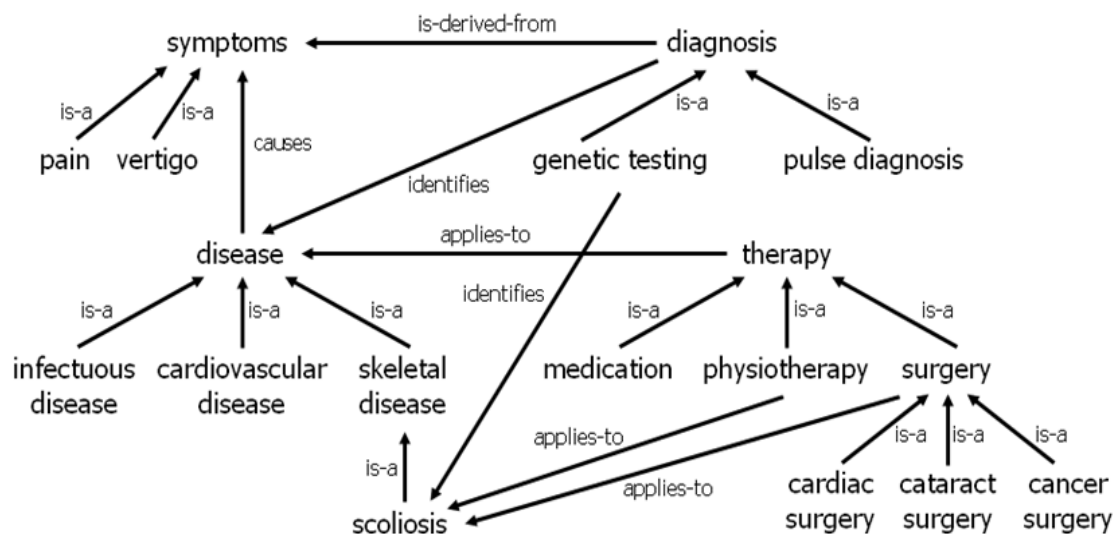 is-derived-from
symptoms
diagnosis
is-a
is-a
is-a
is-a
pain
vertigo
causes
genetic testing
pulse diagnosis
identifies
disease
applies-to
therapy
identifies
is-a
is-a
is-a
is-a
is-a
is-a
infectuous
disease
cardiovascular
disease
skeletal
disease
medication
physiotherapy
surgery
applies-to
is-a
is-a
is-a
is-a
applies-to
scoliosis
cardiac
surgery
cataract
surgery
cancer
surgery